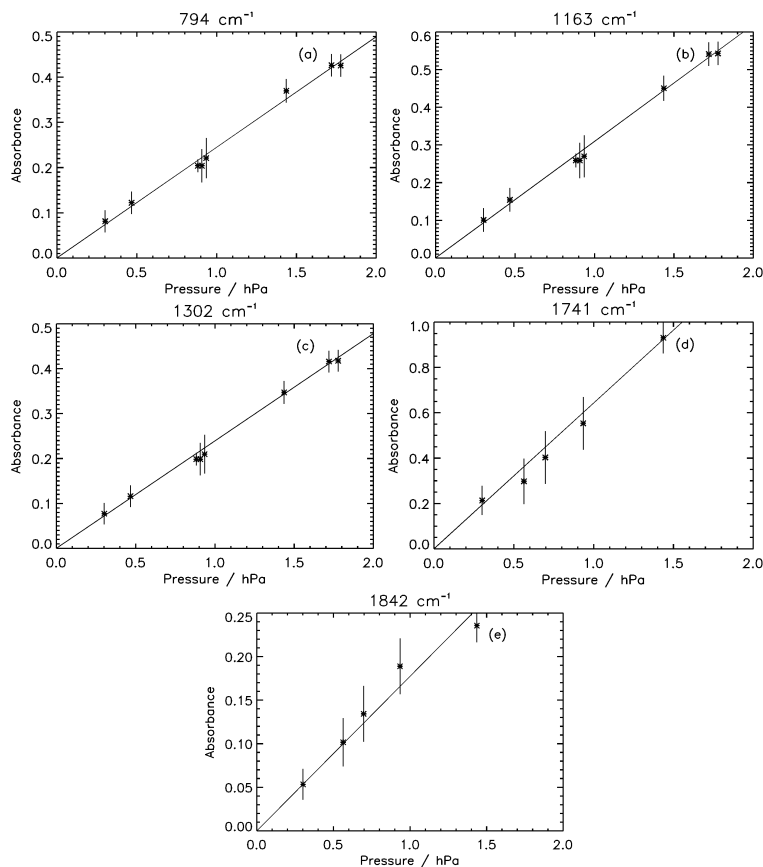 794 cm⁻¹
(a)
Absorbance
0.5
0.4
0.3
0.2
0.1
0.0
0.0 0.5 1.0 1.5 2.0
Pressure / hPa
1163 cm⁻¹
(b)
Absorbance
0.6
0.5
0.4
0.3
0.2
0.1
0.0
0.0 0.5 1.0 1.5 2.0
Pressure / hPa
1302 cm⁻¹
(c)
Absorbance
0.5
0.4
0.3
0.2
0.1
0.0
0.0 0.5 1.0 1.5 2.0
Pressure / hPa
1741 cm⁻¹
(d)
Absorbance
1.0
0.8
0.6
0.4
0.2
0.0
0.0 0.5 1.0 1.5 2.0
Pressure / hPa
1842 cm⁻¹
(e)
Absorbance
0.25
0.20
0.15
0.10
0.05
0.00
0.0 0.5 1.0 1.5 2.0
Pressure / hPa